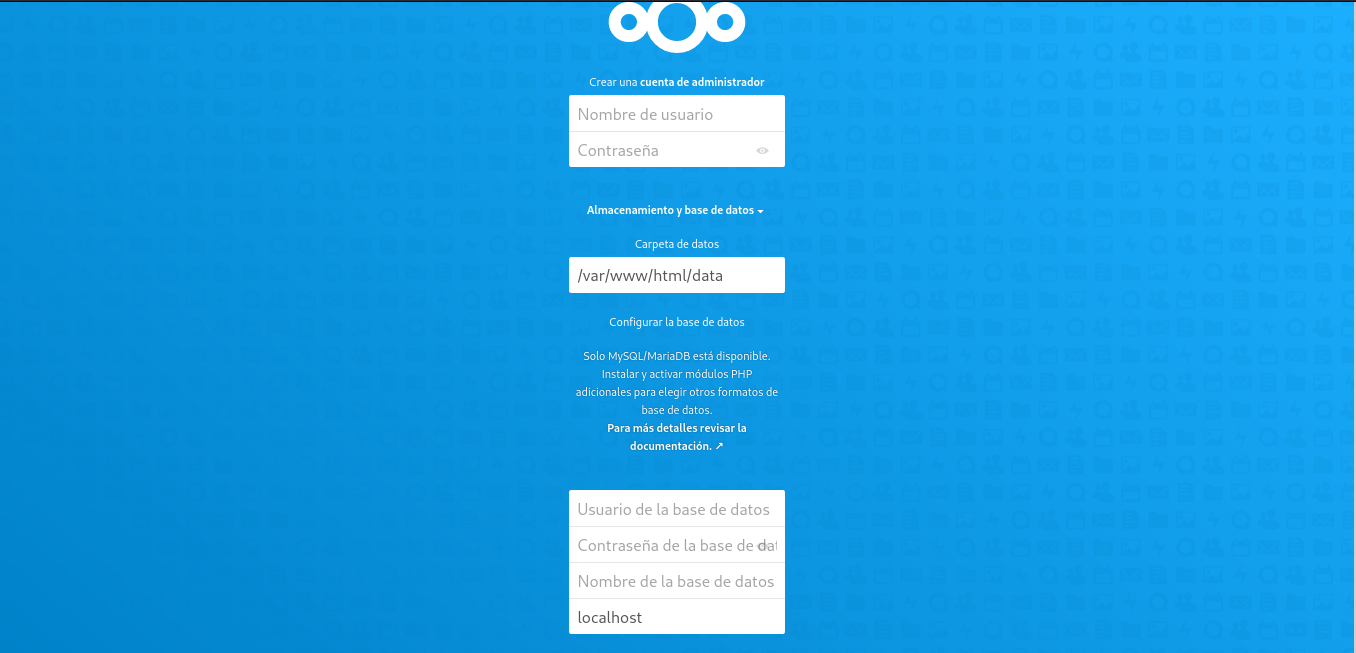 Crear una cuenta de administrador
Nombre de usuario
Contraseña
Almacenamiento y base de datos
Carpeta de datos
/var/www/html/data
Configurar la base de datos
Solo MySQL/MariaDB está disponible.
Instalar y activar módulos PHP
adicionales para elegir otros formatos de
base de datos.
Para más detalles revisar la
documentación. ↗
Usuario de la base de datos
Contraseña de la base de dat
Nombre de la base de datos
localhost